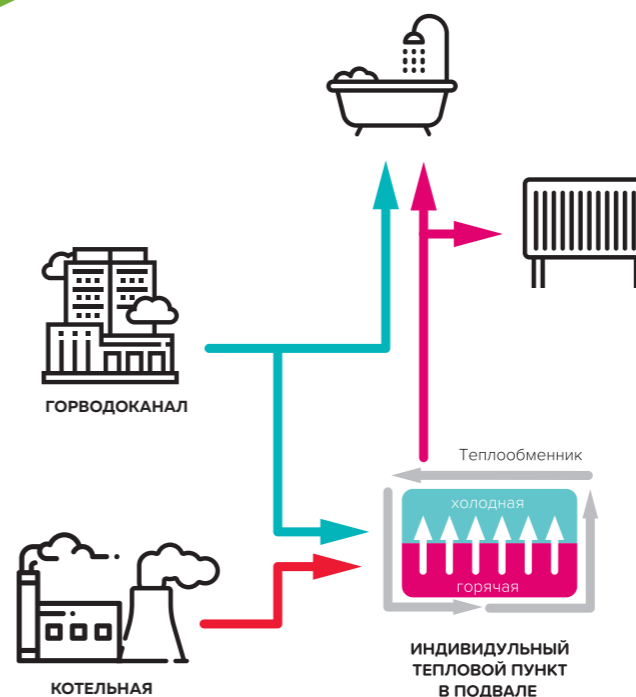 ГОРВОДОКАНАЛ
Теплообменник
холодная
горячая
ИНДИВИДУЛЬНЫЙ
ТЕПЛОВОЙ ПУНКТ
В ПОДВАЛЕ
КОТЕЛЬНАЯ